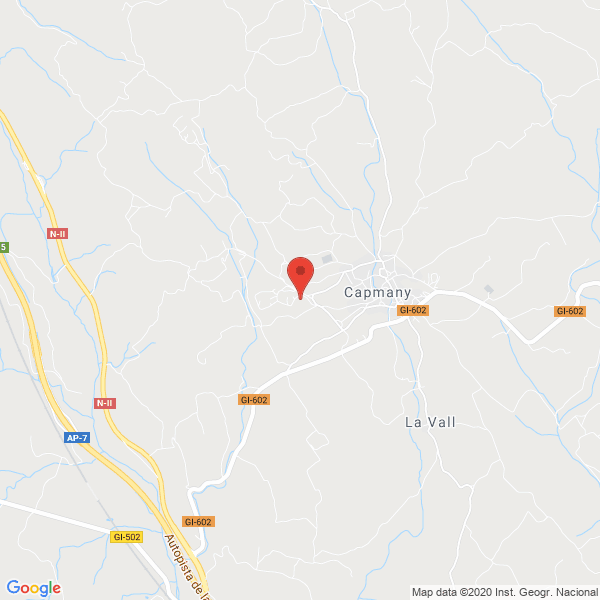 N-II
5
Capmany
GI-602
GI-602
GI-602
N-II
La Vall
AP-7
GI-602
GI-502
Autopista de la
Google
Map data ©2020 Inst. Geogr. Nacional